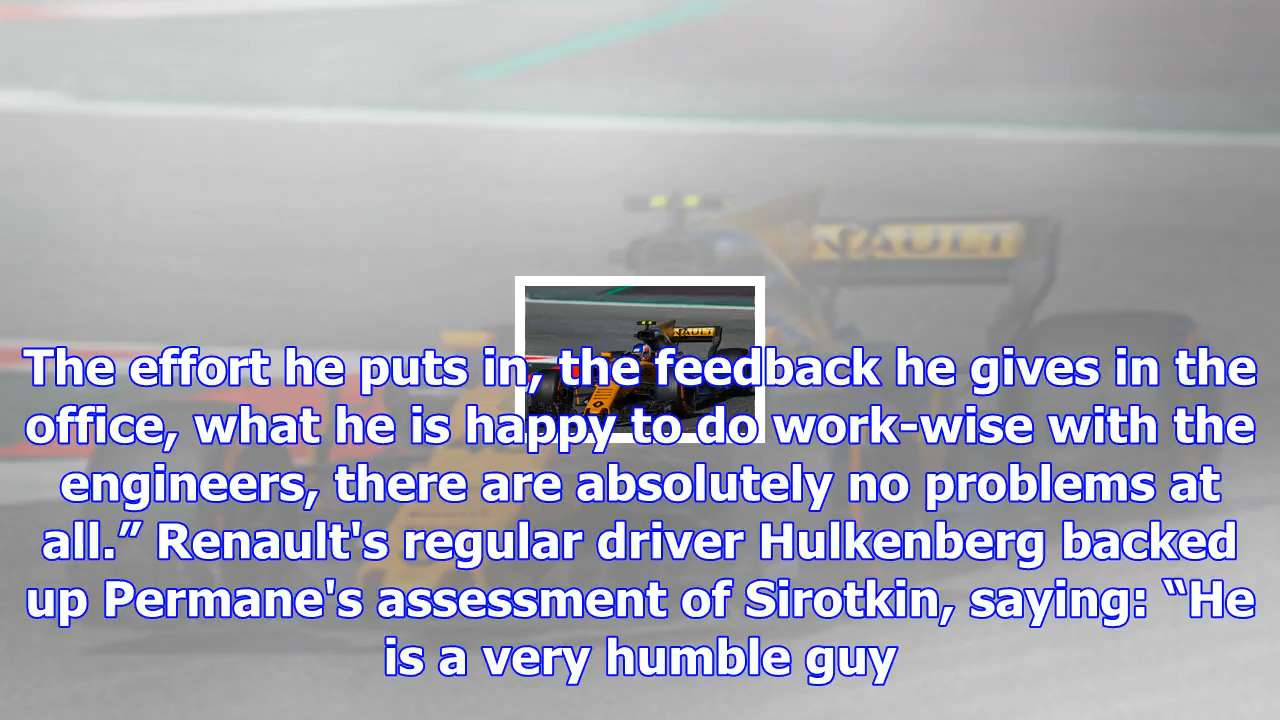 NAULT
NAULT
The effort he puts in, the feedback he gives in the
office, what he is happy to do work-wise with the
engineers, there are absolutely no problems at
all.” Renault's regular driver Hulkenberg backed
up Permane's assessment of Sirotkin, saying: “He
is a very humble guy